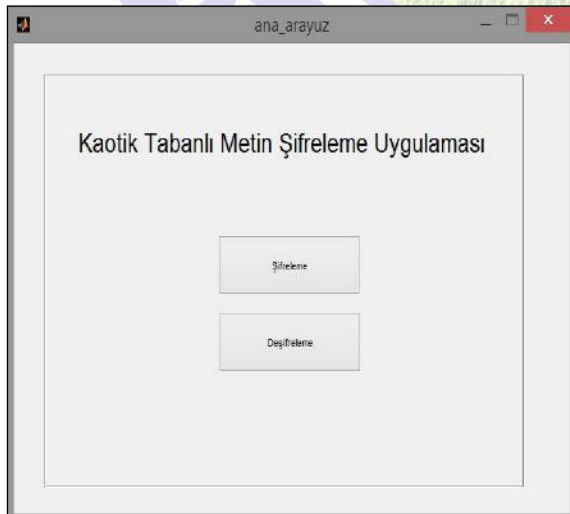 ana_arayuz
Kaotik Tabanlı Metin Şifreleme Uygulaması
Şifreleme
Deşifreleme